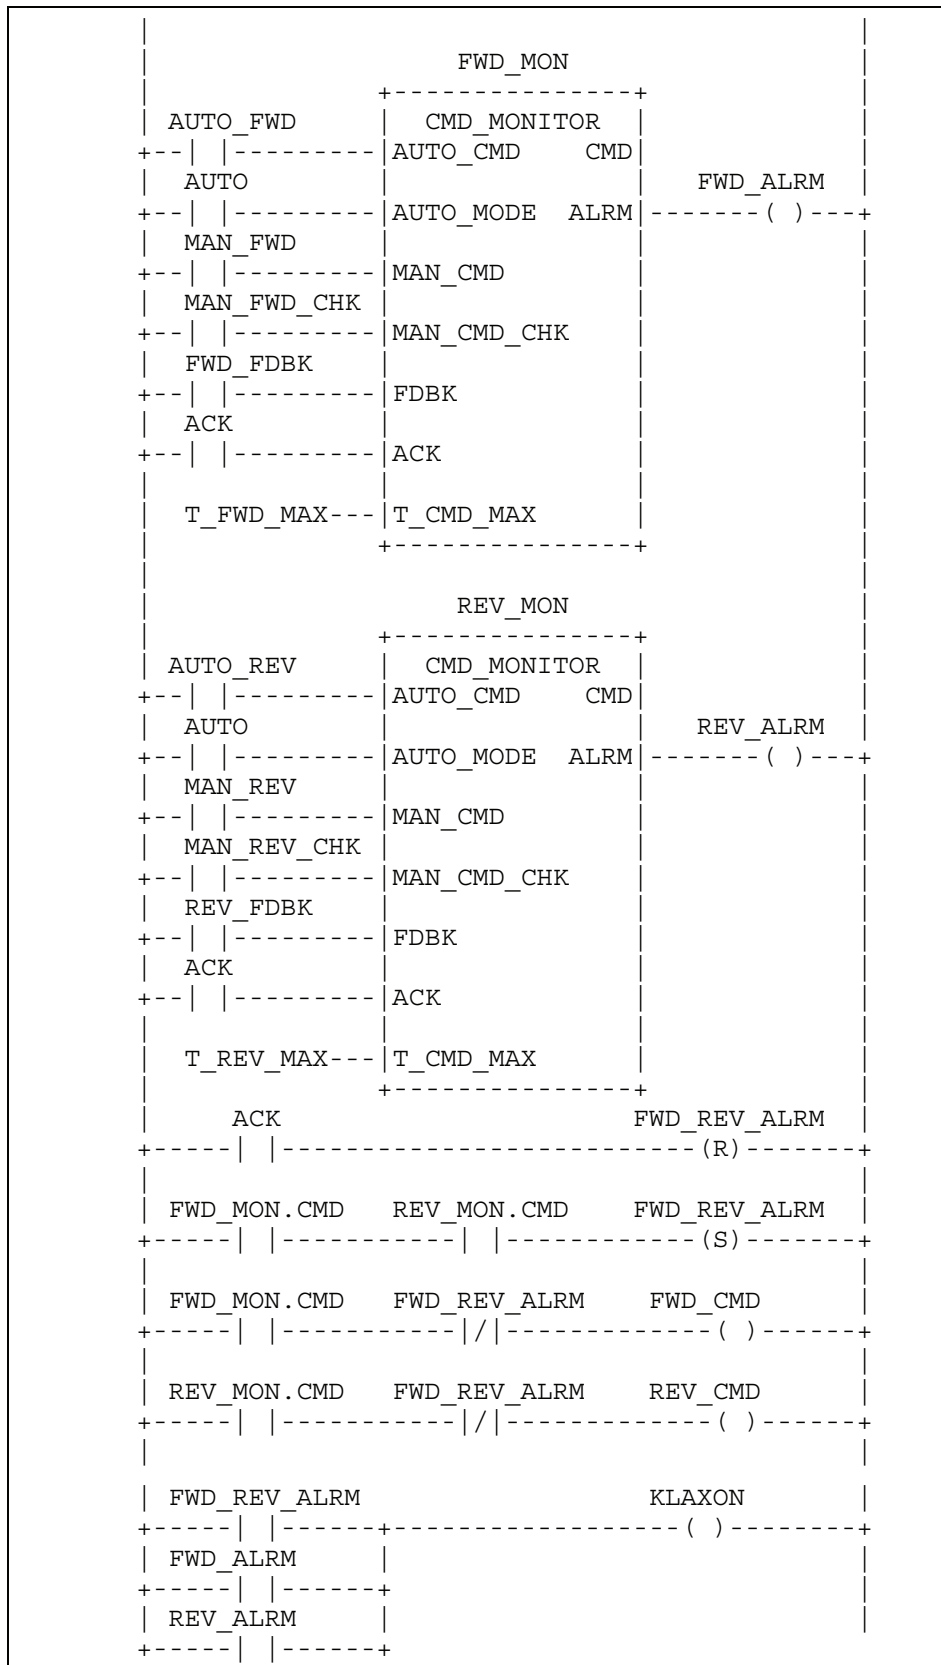 FWD_MON
AUTO_FWD CMD_MONITOR
AUTO_CMD CMD
AUTO FWD_ALRM
AUTO_MODE ALRM ( )
MAN_FWD
MAN_CMD
MAN_FWD_CHK
MAN_CMD_CHK
FWD_FDBK
FDBK
ACK
ACK
T_FWD_MAX T_CMD_MAX
REV_MON
AUTO_REV CMD_MONITOR
AUTO_CMD CMD
AUTO REV_ALRM
AUTO_MODE ALRM ( )
MAN_REV
MAN_CMD
MAN_REV_CHK
MAN_CMD_CHK
REV_FDBK
FDBK
ACK
ACK
T_REV_MAX T_CMD_MAX
ACK FWD_REV_ALRM
(R)
FWD_MON.CMD REV_MON.CMD FWD_REV_ALRM
(S)
FWD_MON.CMD FWD_REV_ALRM FWD_CMD
|/| ( )
REV_MON.CMD FWD_REV_ALRM REV_CMD
|/| ( )
FWD_REV_ALRM KLAXON
( )
FWD_ALRM
REV_ALRM